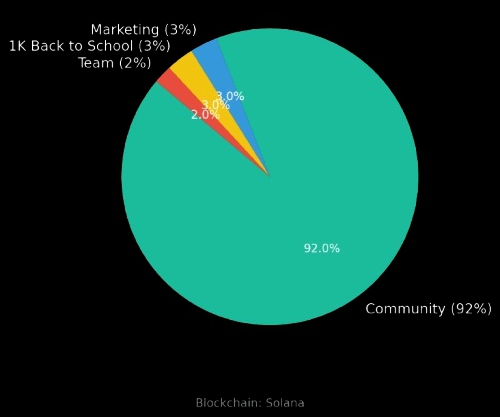 Marketing (3%)
1K Back to School (3%)
Team (2%)
3.0%
3.0%
2.0%
92.0%
Community (92%)
Blockchain: Solana